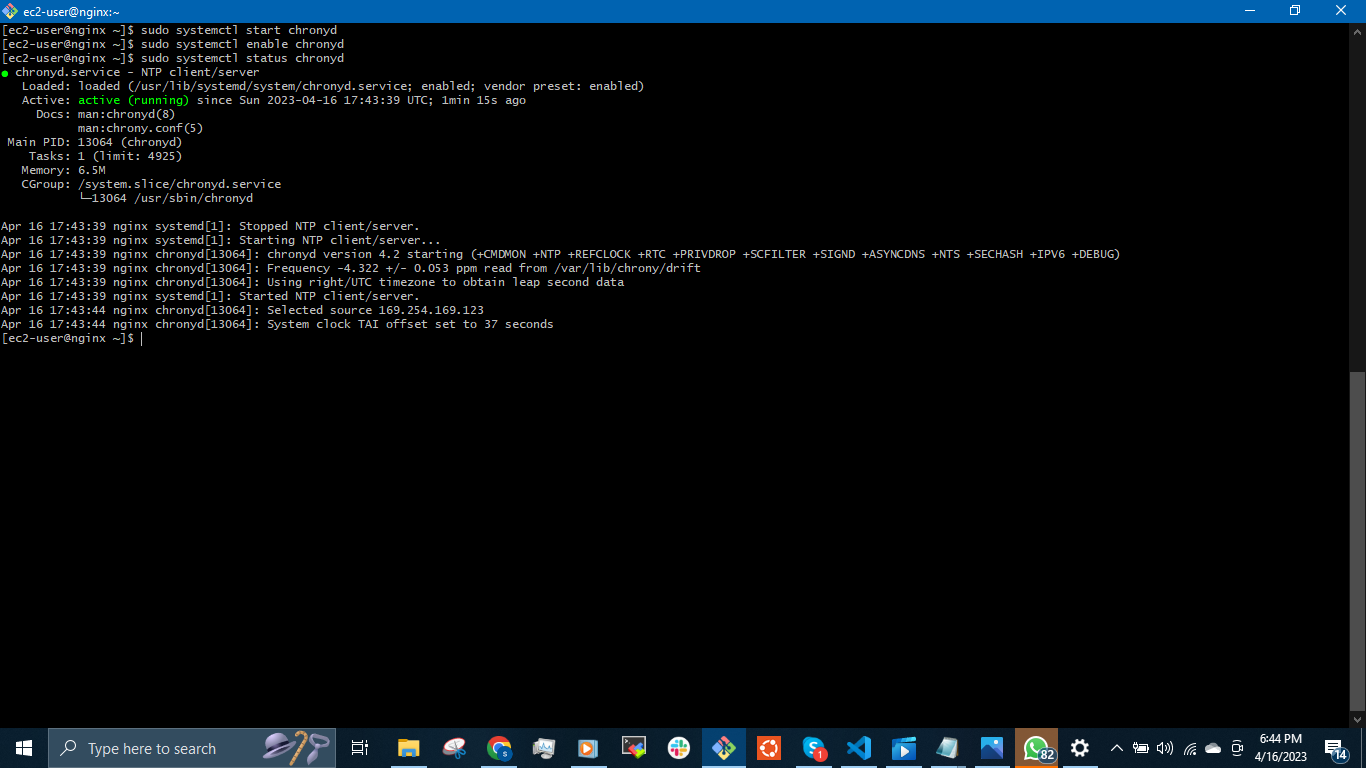 ec2-user@nginx:~
[ec2-user@nginx ~]$ sudo systemctl start chronyd
[ec2-user@nginx ~]$ sudo systemctl enable chronyd
[ec2-user@nginx ~]$ sudo systemctl status chronyd
● chronyd.service - NTP client/server
Loaded: loaded (/usr/lib/systemd/system/chronyd.service; enabled; vendor preset: enabled)
Active: active (running) since Sun 2023-04-16 17:43:39 UTC; 1min 15s ago
Docs: man:chronyd(8)
man:chrony.conf(5)
Main PID: 13064 (chronyd)
Tasks: 1 (limit: 4925)
Memory: 6.5M
CGroup: /system.slice/chronyd.service
└─13064 /usr/sbin/chronyd
Apr 16 17:43:39 nginx systemd[1]: Stopped NTP client/server.
Apr 16 17:43:39 nginx systemd[1]: Starting NTP client/server...
Apr 16 17:43:39 nginx chronyd[13064]: chronyd version 4.2 starting (+CMDMON +NTP +REFCLOCK +RTC +PRIVDROP +SCFILTER +SIGND +ASYNCDNS +NTS +SECHASH +IPV6 +DEBUG)
Apr 16 17:43:39 nginx chronyd[13064]: Frequency -4.322 +/- 0.053 ppm read from /var/lib/chrony/drift
Apr 16 17:43:39 nginx chronyd[13064]: Using right/UTC timezone to obtain leap second data
Apr 16 17:43:39 nginx systemd[1]: Started NTP client/server.
Apr 16 17:43:44 nginx chronyd[13064]: Selected source 169.254.169.123
Apr 16 17:43:44 nginx chronyd[13064]: System clock TAI offset set to 37 seconds
[ec2-user@nginx ~]$
Type here to search
S
1
82
6:44 PM
4/16/2023
14